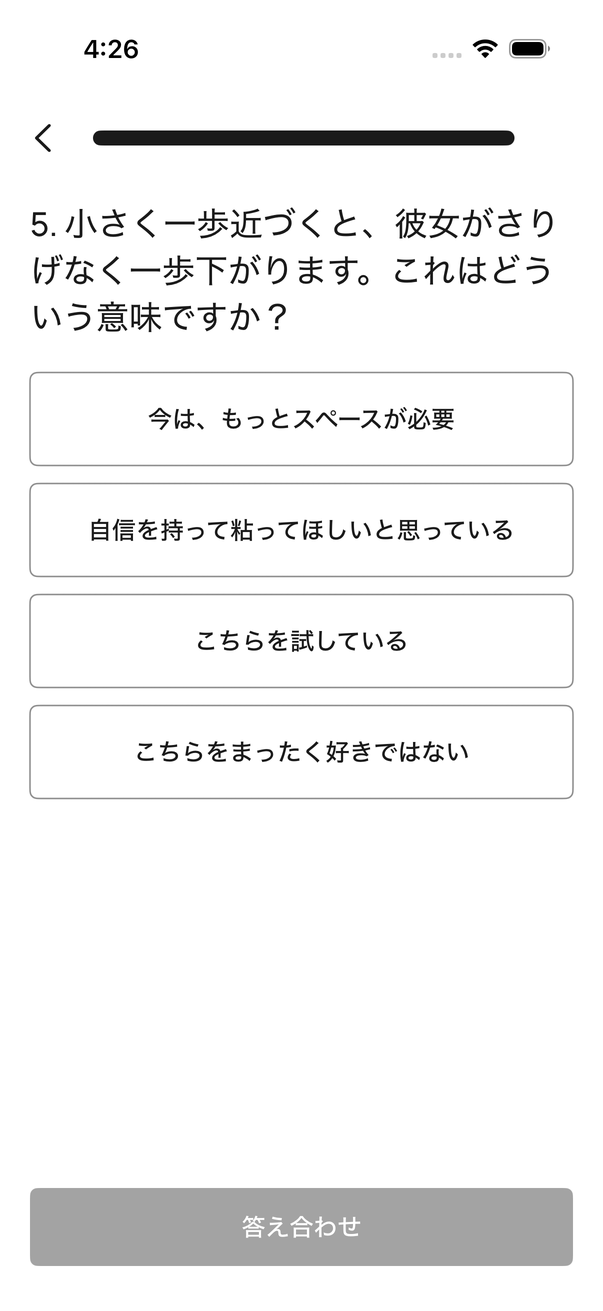 4:26
5. 小さく一歩近づくと、彼女がさり
げなく一歩下がります。これはどう
いう意味ですか？
今は、もっとスペースが必要
自信を持って粘ってほしいと思っている
こちらを試している
こちらをまったく好きではない
答え合わせ